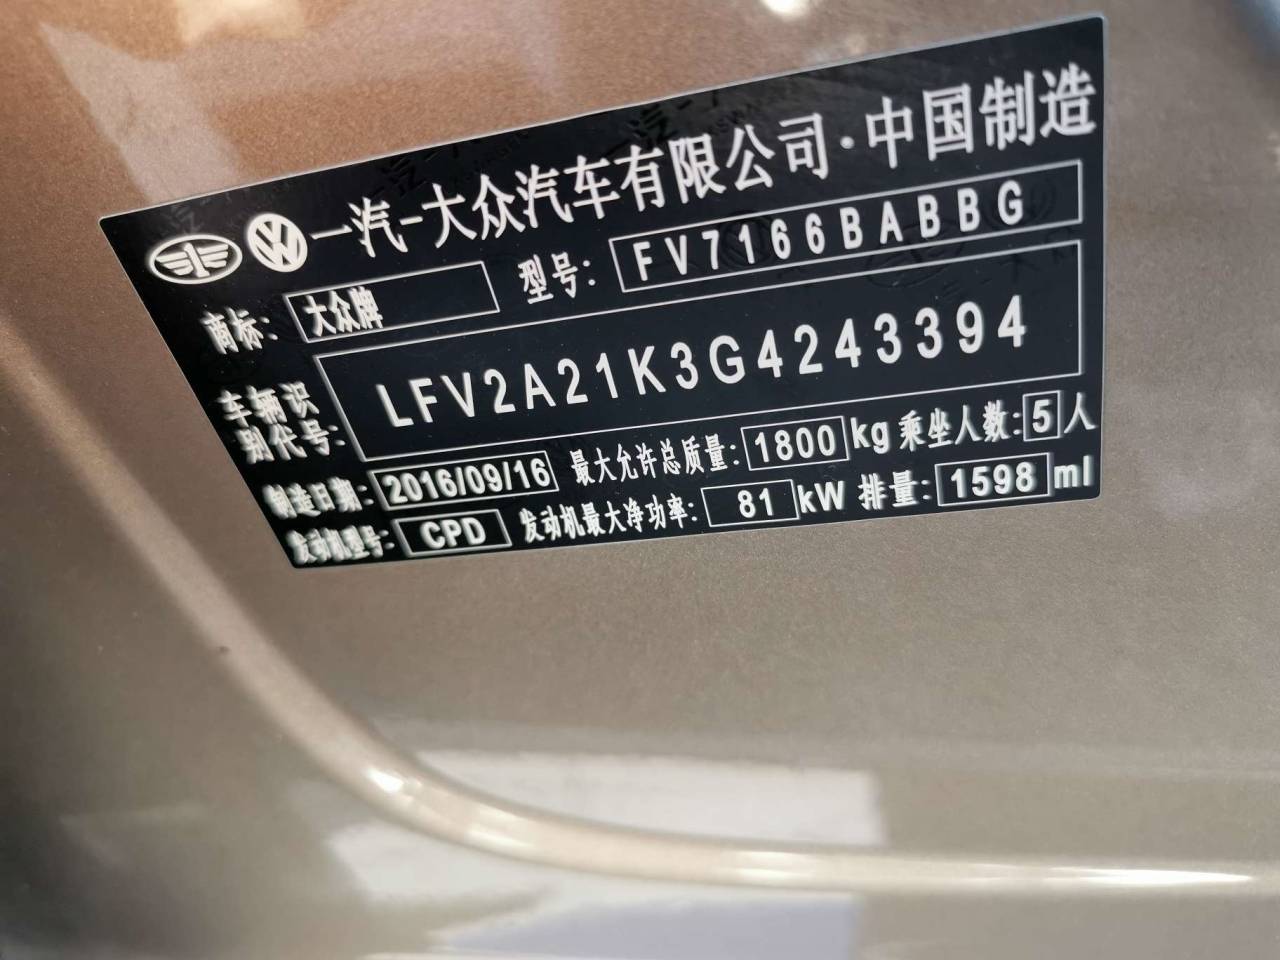 一汽-大众汽车有限公司·中国制造
商标: 大众牌 型号: FV7166BABBG
车辆识别代号: LFV2A21K3G4243394
制造日期: 2016/09/16 最大允许总质量: 1800 kg 乘坐人数: 5 人
发动机型号: CPD 发动机最大净功率: 81 kW 排量: 1598 ml